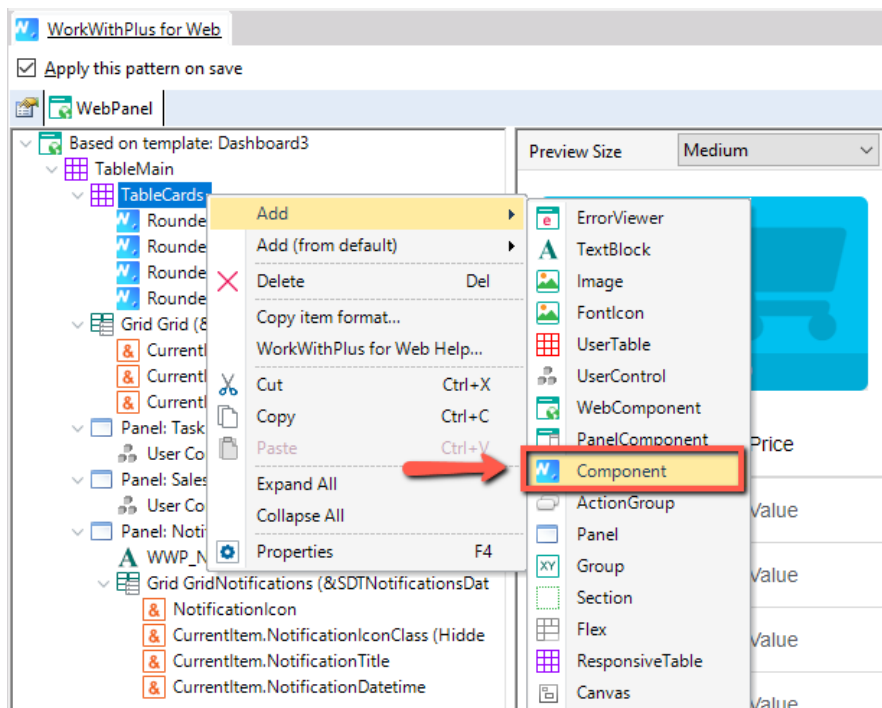 WorkWithPlus for Web
Apply this pattern on save
WebPanel
Based on template: Dashboard3
TableMain
TableCards
Rounde
Rounde
Rounde
Rounde
Grid Grid (&
CurrentI
CurrentI
CurrentI
Panel: Task
User Co
Panel: Sales
User Co
Panel: Noti
WWP_N
Grid GridNotifications (&SDTNotificationsDat
NotificationIcon
CurrentItem.NotificationIconClass (Hidde
CurrentItem.NotificationTitle
CurrentItem.NotificationDatetime
Add
Add (from default)
Delete Del
Copy item format...
WorkWithPlus for Web Help...
Cut Ctrl+X
Copy Ctrl+C
Paste Ctrl+V
Expand All
Collapse All
Properties F4
Preview Size Medium
ErrorViewer
TextBlock
Image
FontIcon
UserTable
UserControl
WebComponent
PanelComponent
Component
ActionGroup
Panel
Group
Section
Flex
ResponsiveTable
Canvas
Price
Value
Value
Value
Value